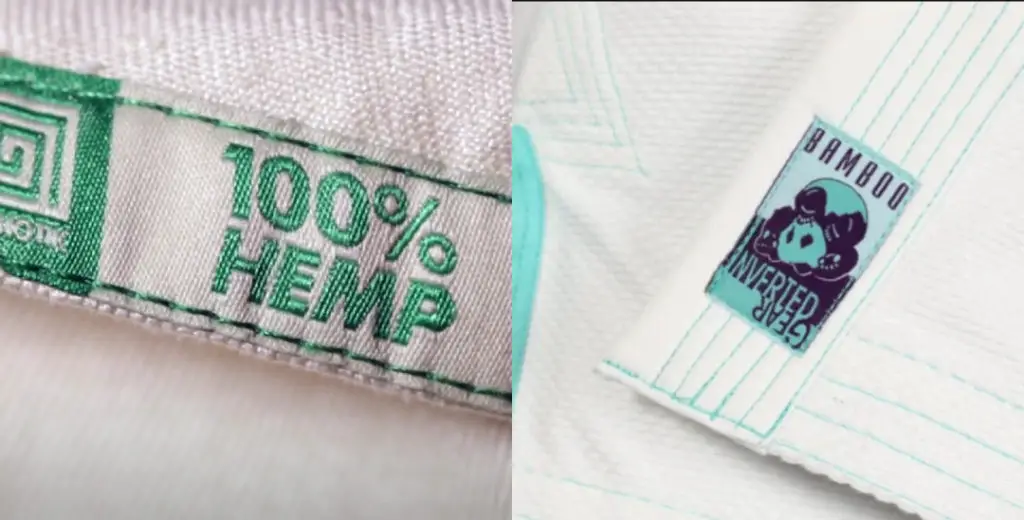 100%
HEMP
BAMBOO
INVERTED
GEAR